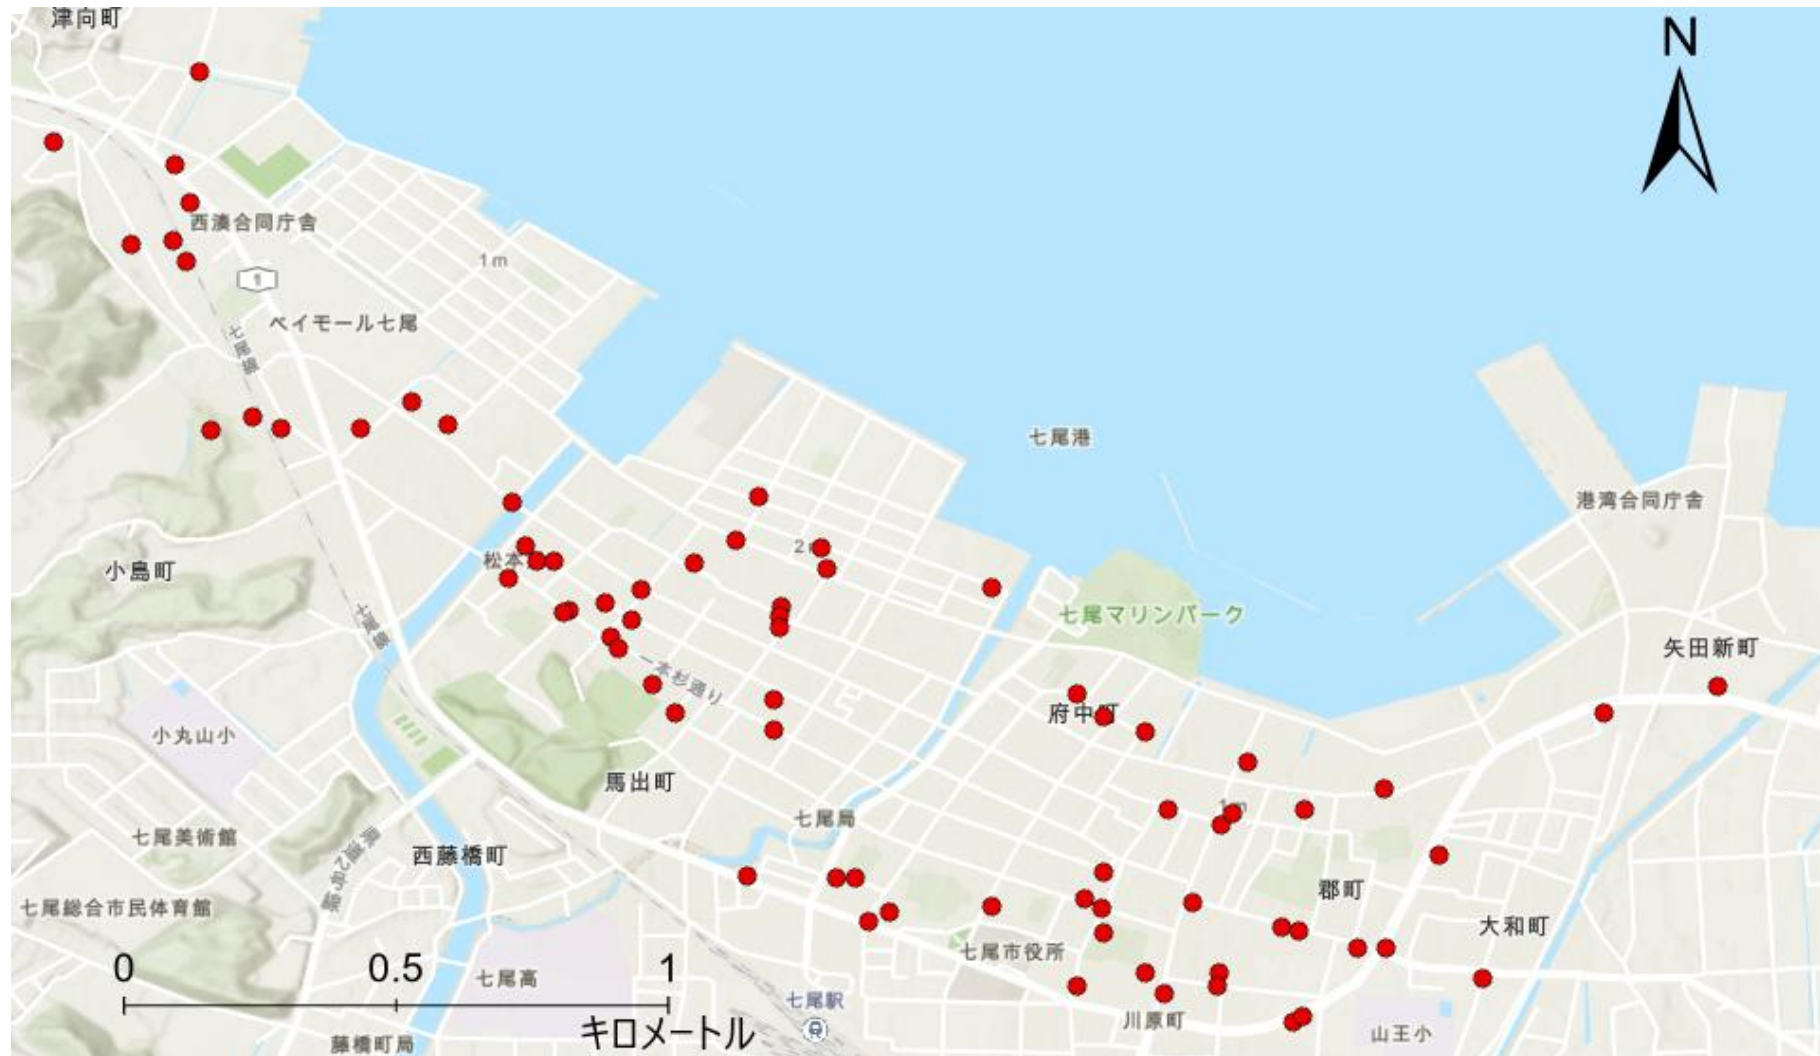 津向町
N
西湊合同庁舎
1m
1
ベイモール七尾
七尾線
七尾港
港湾合同庁舎
松本
2
小島町
七尾線
七尾マリンパーク
矢田新町
一本杉通り
府中町
小丸山小
馬出町
1m
七尾局
七尾美術館
西藤橋町
県道2号線
郡町
七尾総合市民体育館
大和町
七尾市役所
0 0.5 1
七尾高
キロメートル
七尾駅
川原町
山王小
藤橋町局